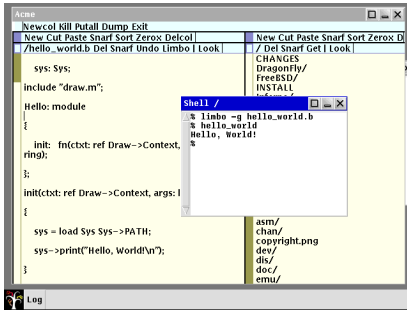 Acme
Newcol Kill Putall Dump Exit
New Cut Paste Snarf Sort Zerox Delcol
/hello_world.b Del Snarf Undo Limbo | Look |
sys: Sys;
include "draw.m";
Hello: module
{
init: fn(ctxt: ref Draw->Context,
ring);
};
init(ctxt: ref Draw->Context, args: l
{
sys = load Sys Sys->PATH;
sys->print("Hello, World!\n");
}
New Cut Paste Snarf Sort Zerox D
/ Del Snarf Get | Look |
CHANGES
DragonFly/
FreeBSD/
INSTALL
asm/
chan/
copyright.png
dev/
dis/
doc/
emu/
Shell /
% limbo -g hello_world.b
% hello_world
Hello, World!
%
Log